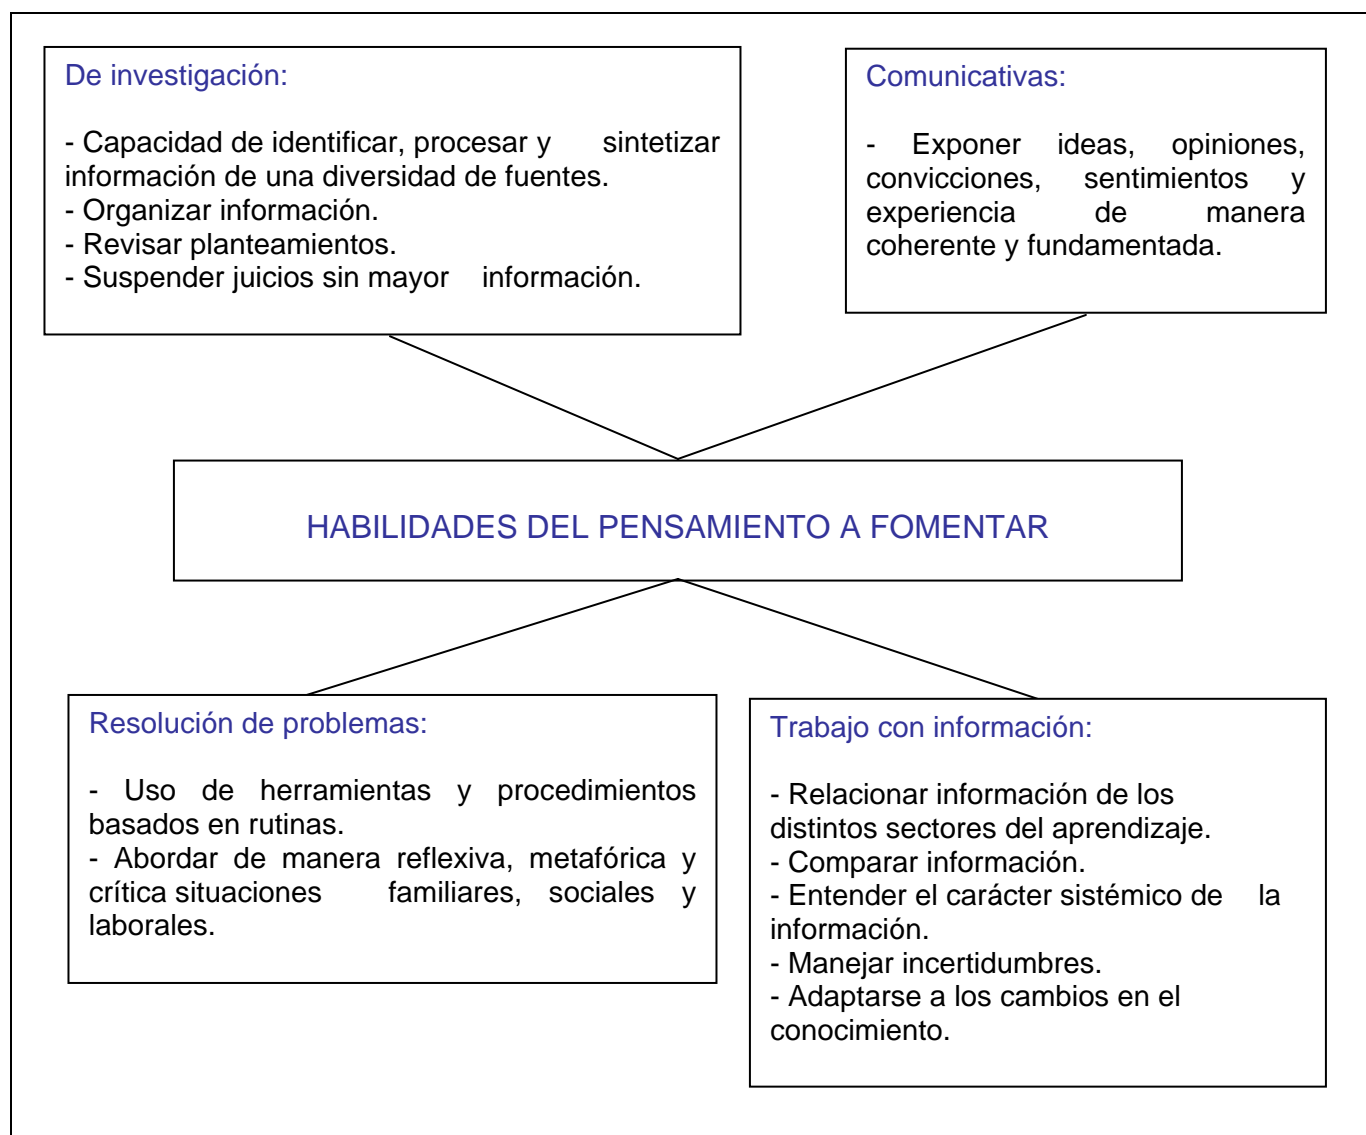 De investigación:
- Capacidad de identificar, procesar y sintetizar
información de una diversidad de fuentes.
- Organizar información.
- Revisar planteamientos.
- Suspender juicios sin mayor información.
Comunicativas:
- Exponer ideas, opiniones,
convicciones, sentimientos y
experiencia de manera
coherente y fundamentada.
HABILIDADES DEL PENSAMIENTO A FOMENTAR
Resolución de problemas:
- Uso de herramientas y procedimientos
basados en rutinas.
- Abordar de manera reflexiva, metafórica y
crítica situaciones familiares, sociales y
laborales.
Trabajo con información:
- Relacionar información de los
distintos sectores del aprendizaje.
- Comparar información.
- Entender el carácter sistémico de la
información.
- Manejar incertidumbres.
- Adaptarse a los cambios en el
conocimiento.